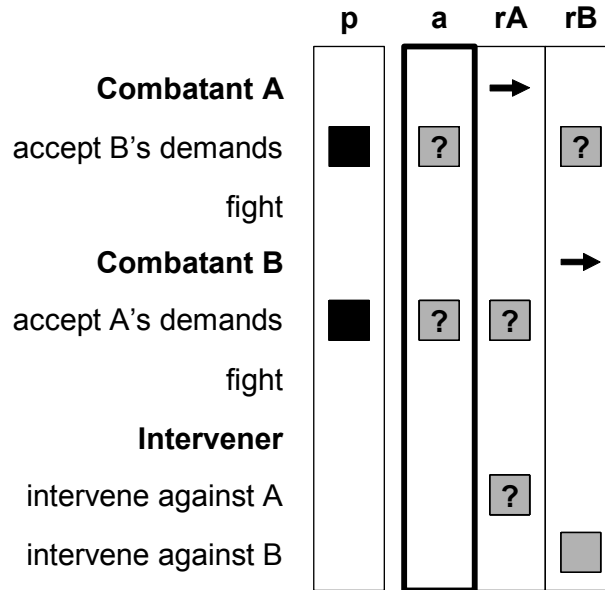 p a rA rB
Combatant A
accept B's demands ? ?
fight
Combatant B
accept A's demands ? ?
fight
Intervener
intervene against A ?
intervene against B